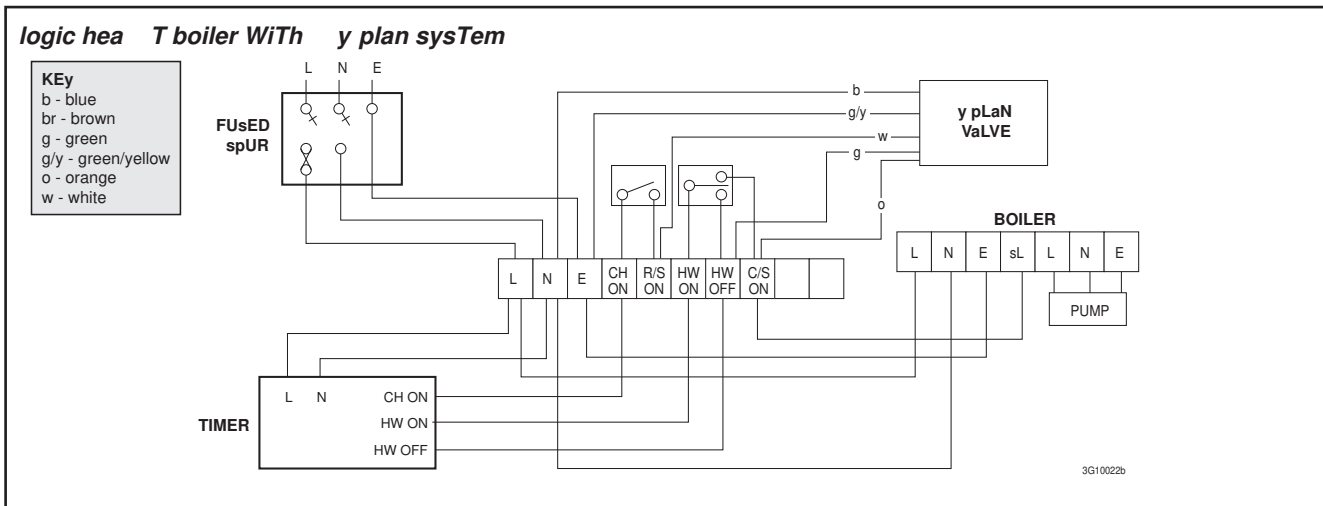 logic hea T boiler WiTh y plan sysTem
KEy
b - blue
br - brown
g - green
g/y - green/yellow
o - orange
w - white
L N E
FUsED
spUR
b
g/y
w
g
o
y pLaN
VaLVE
BOILER
L N E sL L N E
PUMP
L N E CH ON R/S ON HW ON HW OFF C/S ON
TIMER
L N CH ON
HW ON
HW OFF
3G10022b